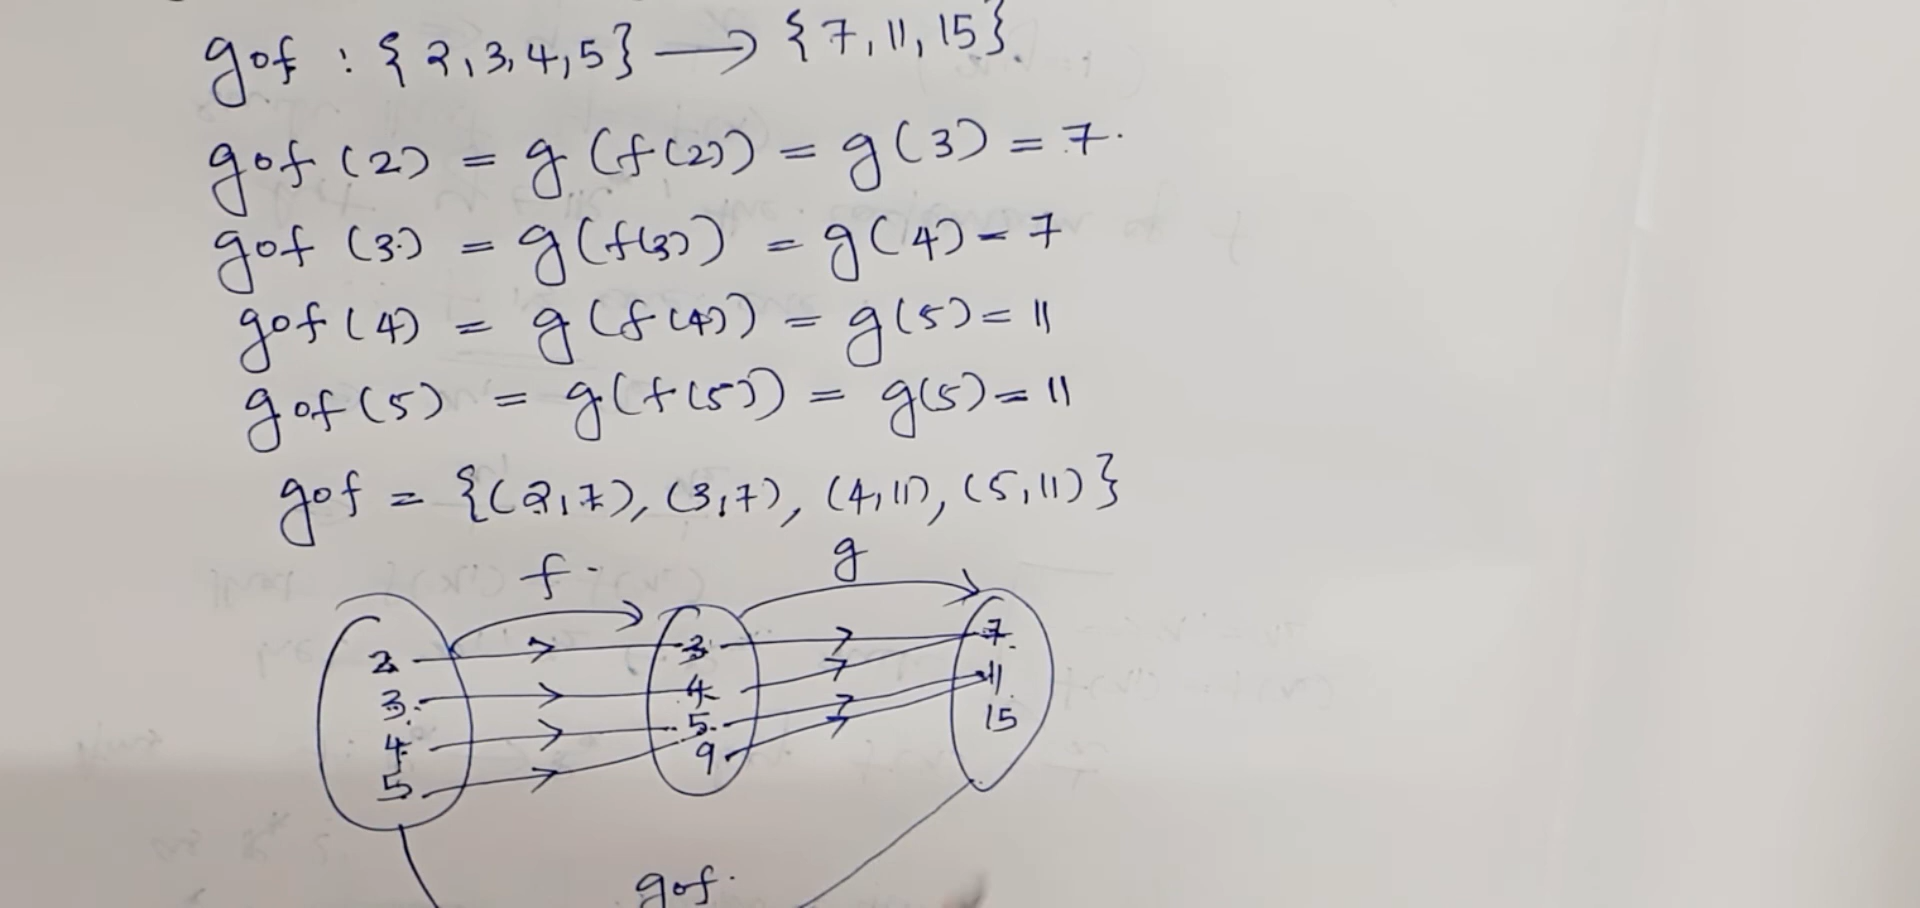 gof : {2,3,4,5} ⟶ {7,11,15}.
gof (2) = g (f(2)) = g(3) = 7.
gof (3) = g(f(3)) = g(4) = 7
gof (4) = g (f(4)) = g(5) = 11
gof (5) = g(f(5)) = g(5) = 11
gof = {(2,7), (3,7), (4,11), (5,11)}
f. g
2 3 7
3 4 11
4 5 15
5 9
gof.